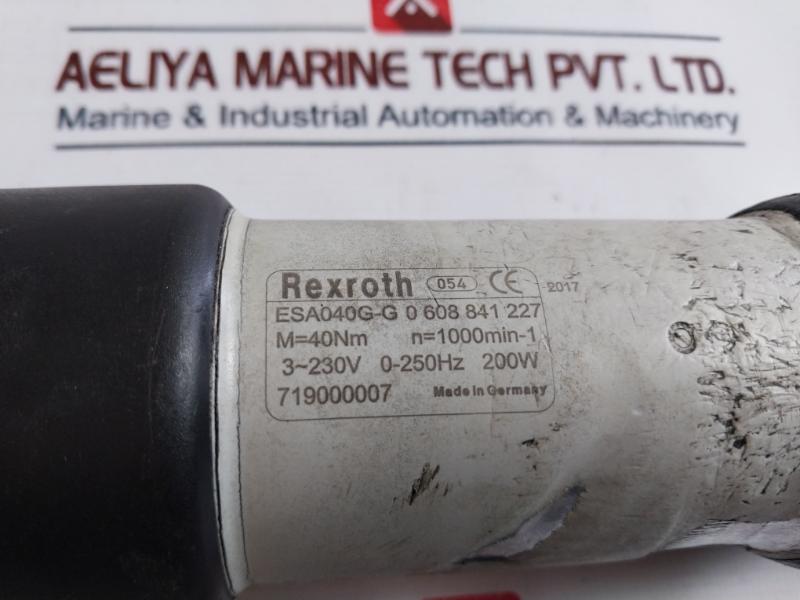 AELIYA MARINE TECH PVT. LTD.
Marine & Industrial Automation & Machinery
Rexroth 054 CE 2017
ESA040G-G 0 608 841 227
M=40Nm n=1000min-1
3~230V 0-250Hz 200W
719000007 Made in Germany